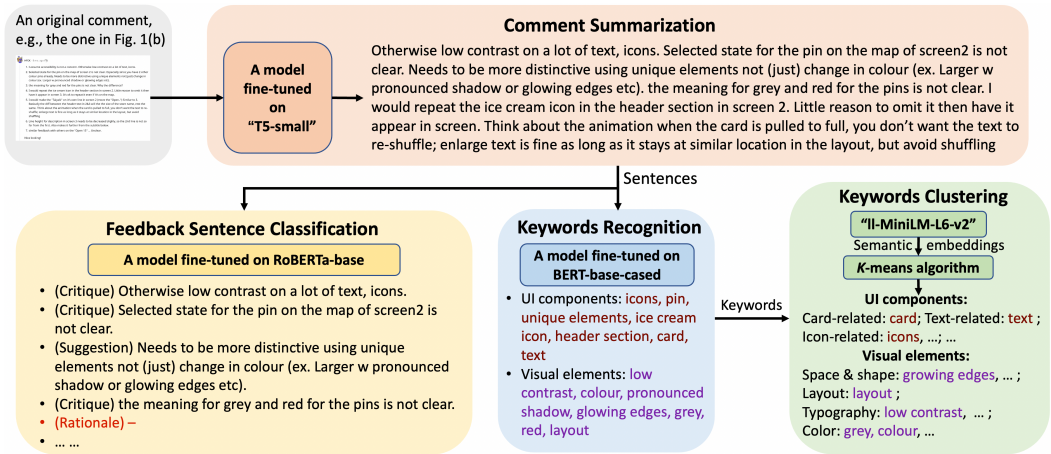 An original comment,
e.g., the one in Fig. 1(b)
Comment Summarization
A model
fine-tuned
on
“T5-small”
Otherwise low contrast on a lot of text, icons. Selected state for the pin on the map of screen2 is not
clear. Needs to be more distinctive using unique elements not (just) change in colour (ex. Larger w
pronounced shadow or glowing edges etc). the meaning for grey and red for the pins is not clear. I
would repeat the ice cream icon in the header section in screen 2. Little reason to omit it then have it
appear in screen. Think about the animation when the card is pulled to full, you don’t want the text to
re-shuffle; enlarge text is fine as long as it stays at similar location in the layout, but avoid shuffling
Sentences
Feedback Sentence Classification
A model fine-tuned on RoBERTa-base
• (Critique) Otherwise low contrast on a lot of text, icons.
• (Critique) Selected state for the pin on the map of screen2 is
not clear.
• (Suggestion) Needs to be more distinctive using unique
elements not (just) change in colour (ex. Larger w pronounced
shadow or glowing edges etc).
• (Critique) the meaning for grey and red for the pins is not clear.
• (Rationale) –
• … …
Keywords Recognition
A model fine-tuned on
BERT-base-cased
• UI components: icons, pin,
unique elements, ice cream
icon, header section, card,
text
• Visual elements: low
contrast, colour, pronounced
shadow, glowing edges, grey,
red, layout
Keywords
Keywords Clustering
“ll-MiniLM-L6-v2”
Semantic embeddings
K-means algorithm
UI components:
Card-related: card; Text-related: text ;
Icon-related: icons, …; …
Visual elements:
Space & shape: growing edges, … ;
Layout: layout ;
Typography: low contrast, … ;
Color: grey, colour, …